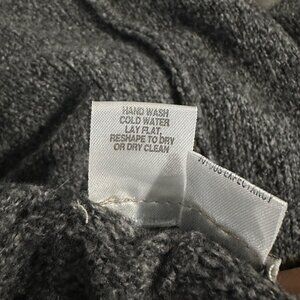 HAND WASH
COLD WATER
LAY FLAT,
RESHAPE TO DRY
OR DRY CLEAN